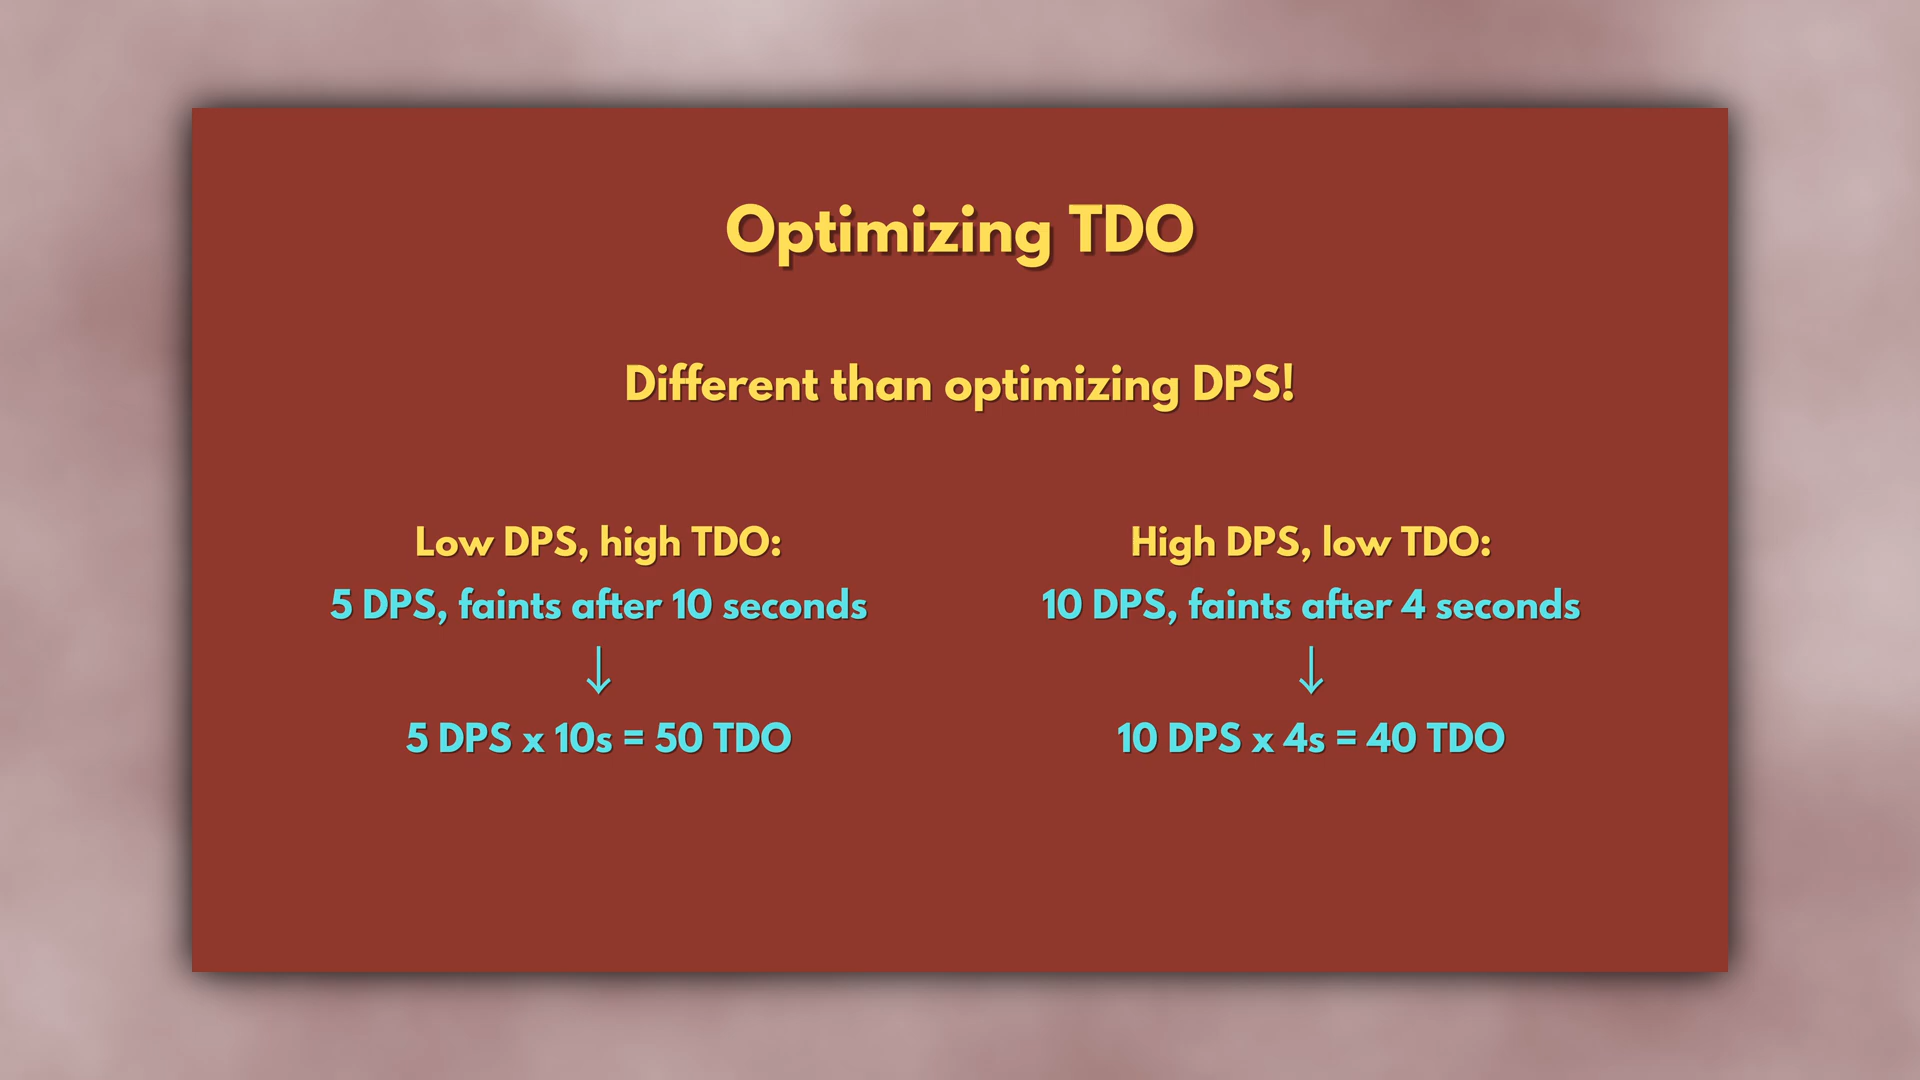 Optimizing TDO
Different than optimizing DPS!
Low DPS, high TDO:
5 DPS, faints after 10 seconds
↓
5 DPS x 10s = 50 TDO
High DPS, low TDO:
10 DPS, faints after 4 seconds
↓
10 DPS x 4s = 40 TDO